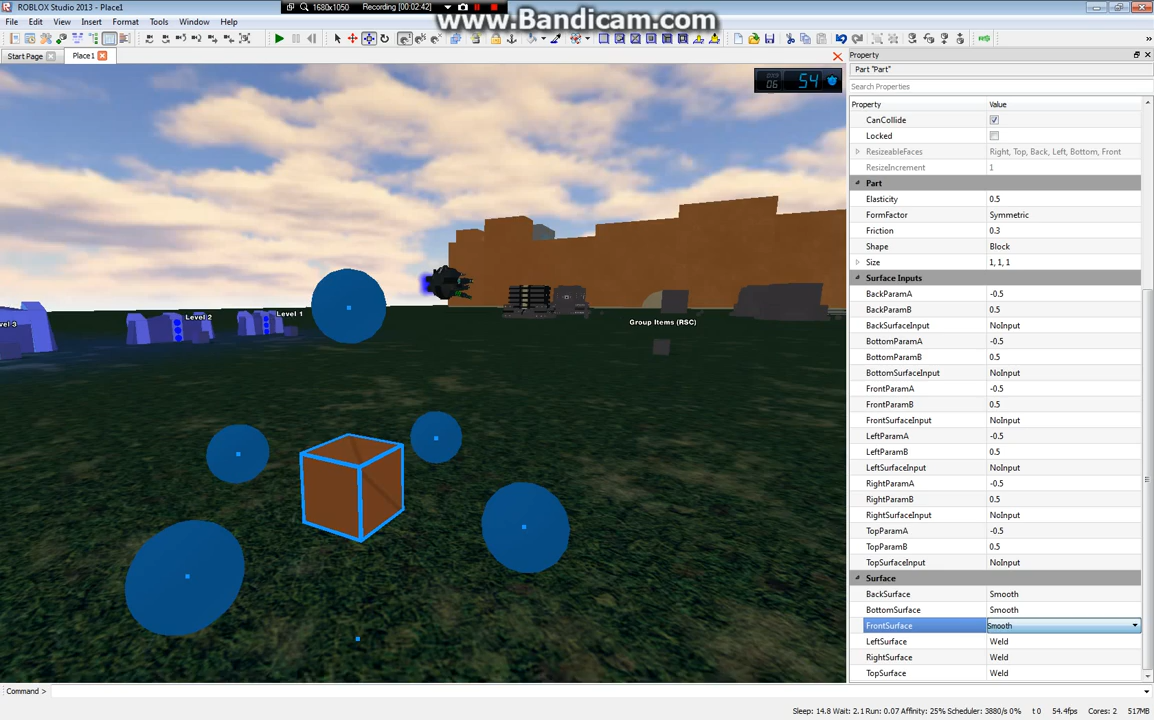 ROBLOX Studio 2013 - Place1
1680x1050
Recording [00:02:42]
www.Bandicam.com
File Edit View Insert Format Tools Window Help
Start Page
Place1
06
54
Level 3
Level 2
Level 1
Group Items (RSC)
Property
Part "Part"
Search Properties
Property Value
CanCollide
Locked
ResizeableFaces Right, Top, Back, Left, Bottom, Front
ResizeIncrement 1
Part
Elasticity 0.5
FormFactor Symmetric
Friction 0.3
Shape Block
Size 1, 1, 1
Surface Inputs
BackParamA -0.5
BackParamB 0.5
BackSurfaceInput NoInput
BottomParamA -0.5
BottomParamB 0.5
BottomSurfaceInput NoInput
FrontParamA -0.5
FrontParamB 0.5
FrontSurfaceInput NoInput
LeftParamA -0.5
LeftParamB 0.5
LeftSurfaceInput NoInput
RightParamA -0.5
RightParamB 0.5
RightSurfaceInput NoInput
TopParamA -0.5
TopParamB 0.5
TopSurfaceInput NoInput
Surface
BackSurface Smooth
BottomSurface Smooth
FrontSurface Smooth
LeftSurface Weld
RightSurface Weld
TopSurface Weld
Command >
Sleep: 14.8 Wait: 2.1 Run: 0.07 Affinity: 25% Scheduler: 3880/s 0% t 0 54.4fps Cores: 2 517MB